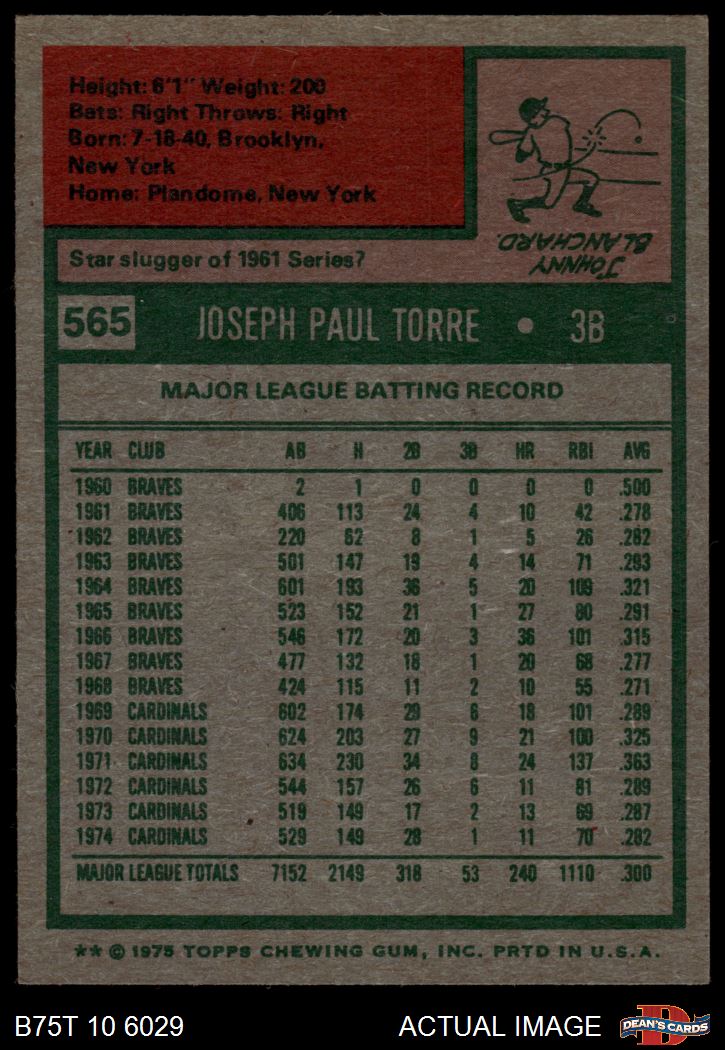 Height: 6'1" Weight: 200
Bats: Right Throws: Right
Born: 7-18-40, Brooklyn,
New York
Home: Plandome, New York
JOHNNY
BLANCHARD.
Star slugger of 1961 Series?
565 JOSEPH PAUL TORRE • 3B
MAJOR LEAGUE BATTING RECORD
YEAR CLUB AB H 2B 3B HR RBI AVG
1960 BRAVES 2 1 0 0 0 0 .500
1961 BRAVES 406 113 24 4 10 42 .278
1962 BRAVES 220 62 8 1 5 26 .282
1963 BRAVES 501 147 19 4 14 71 .293
1964 BRAVES 601 193 36 5 20 109 .321
1965 BRAVES 523 152 21 1 27 80 .291
1966 BRAVES 546 172 20 3 36 101 .315
1967 BRAVES 477 132 18 1 20 68 .277
1968 BRAVES 424 115 11 2 10 55 .271
1969 CARDINALS 602 174 29 6 18 101 .289
1970 CARDINALS 624 203 27 9 21 100 .325
1971 CARDINALS 634 230 34 8 24 137 .363
1972 CARDINALS 544 157 26 6 11 81 .289
1973 CARDINALS 519 149 17 2 13 69 .287
1974 CARDINALS 529 149 28 1 11 70 .282
MAJOR LEAGUE TOTALS 7152 2149 318 53 240 1110 .300
** © 1975 TOPPS CHEWING GUM, INC. PRTD IN U.S.A.
B75T 10 6029 ACTUAL IMAGE DEAN'S CARDS